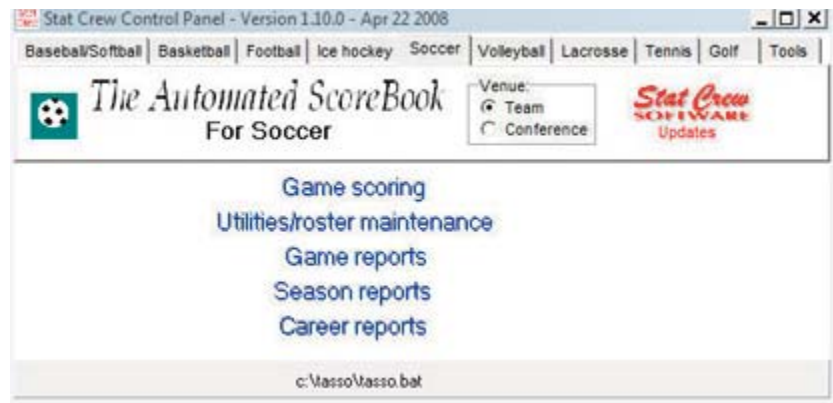 Stat Crew Control Panel - Version 1.10.0 - Apr 22 2008
Baseball/Softball Basketball Football Ice hockey Soccer Volleyball Lacrosse Tennis Golf Tools
The Automated ScoreBook
For Soccer
Venue:
Team
Conference
Stat Crew
SOFTWARE
Updates
Game scoring
Utilities/roster maintenance
Game reports
Season reports
Career reports
c:\tasso\tasso.bat